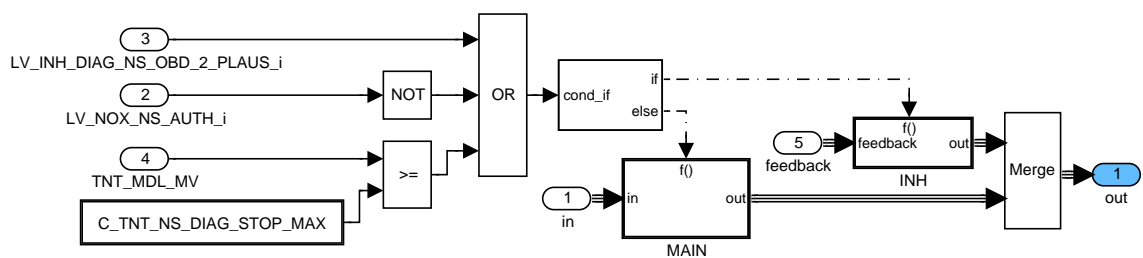 3
LV_INH_DIAG_NS_OBD_2_PLAUS_i
2
LV_NOX_NS_AUTH_i
NOT
4
TNT_MDL_MV
>=
C_TNT_NS_DIAG_STOP_MAX
OR
cond_if
if
else
1
in
f()
in
out
MAIN
5
feedback
f()
feedback
out
INH
Merge
1
out